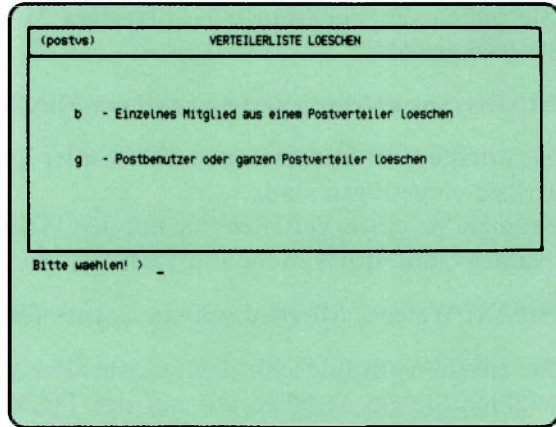 (postvs) VERTEILERLISTE LOESCHEN
b - Einzelnes Mitglied aus einem Postverteiler loeschen
g - Postbenutzer oder ganzen Postverteiler loeschen
Bitte waehlen! > _